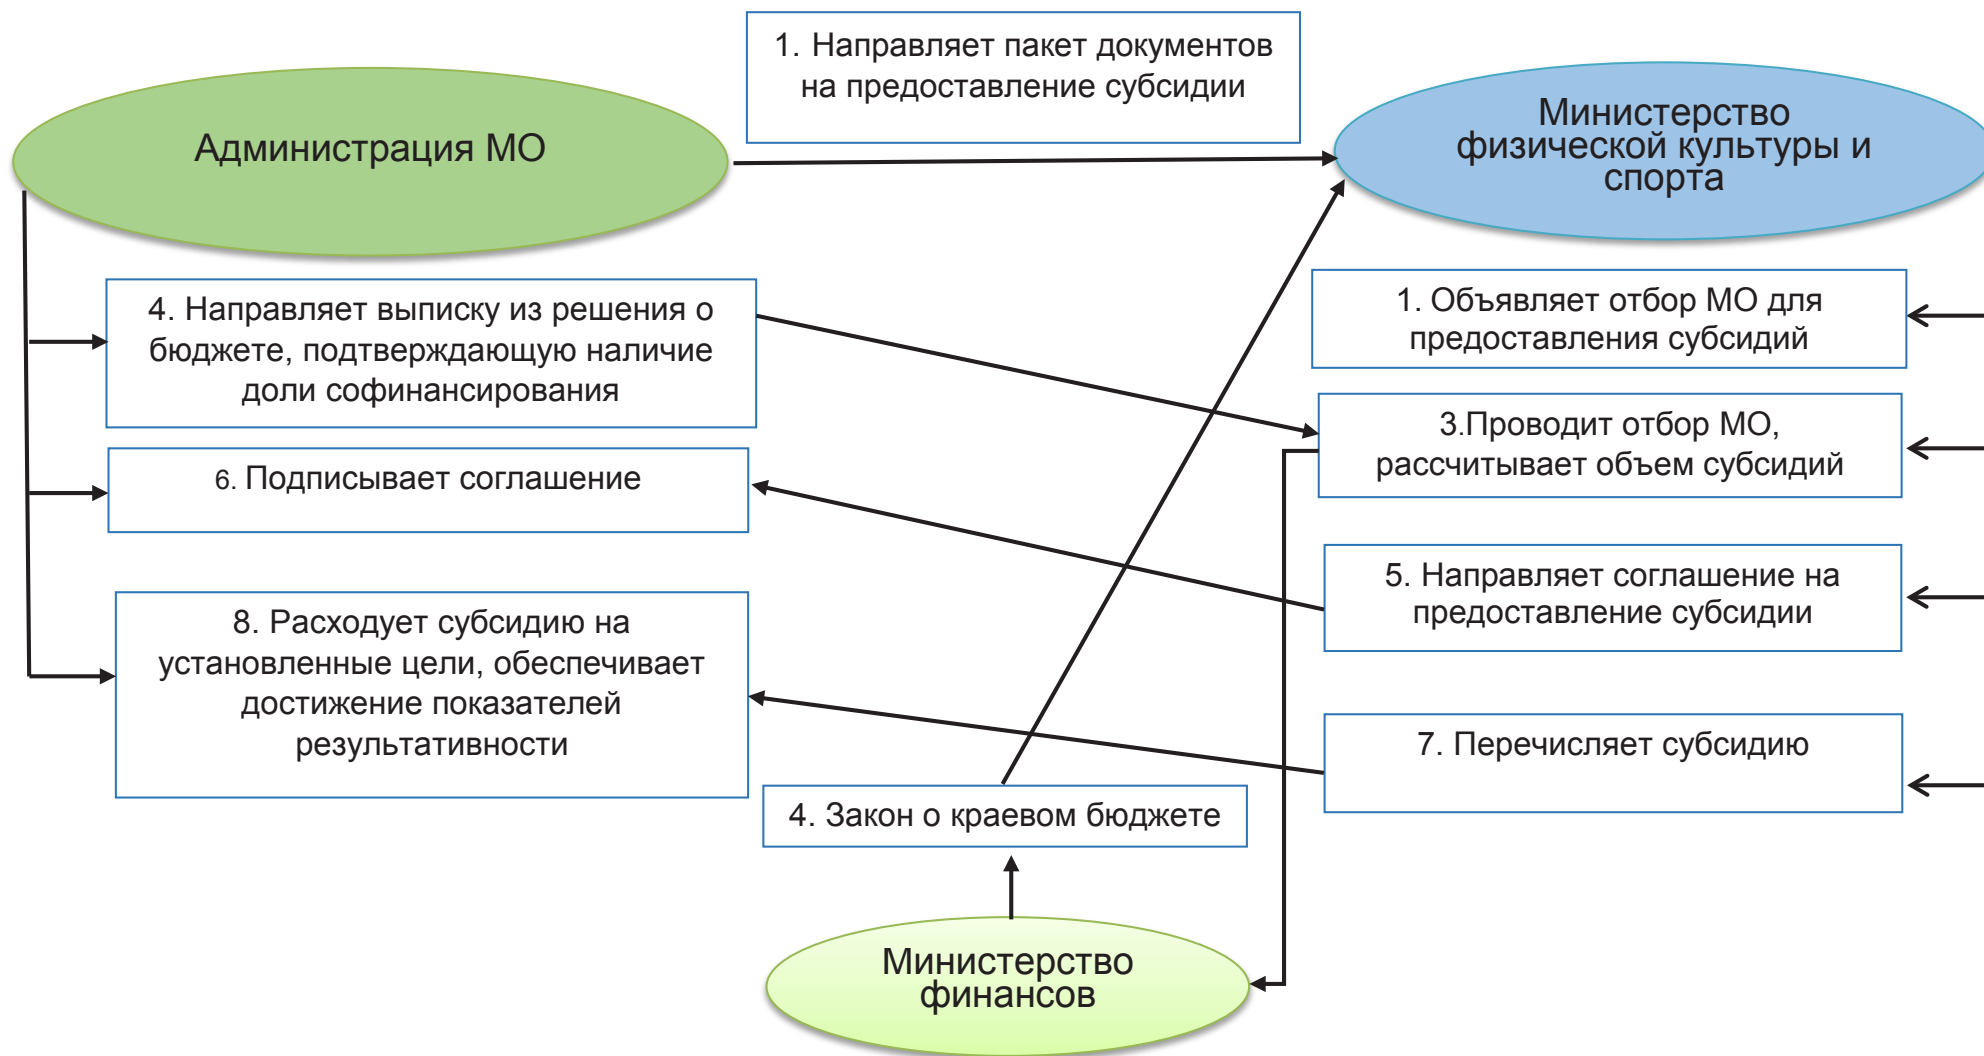 1. Направляет пакет документов
на предоставление субсидии
Администрация МО
Министерство
физической культуры и
спорта
4. Направляет выписку из решения о
бюджете, подтверждающую наличие
доли софинансирования
1. Объявляет отбор МО для
предоставления субсидий
3.Проводит отбор МО,
рассчитывает объем субсидий
6. Подписывает соглашение
5. Направляет соглашение на
предоставление субсидии
8. Расходует субсидию на
установленные цели, обеспечивает
достижение показателей
результативности
7. Перечисляет субсидию
4. Закон о краевом бюджете
Министерство
финансов